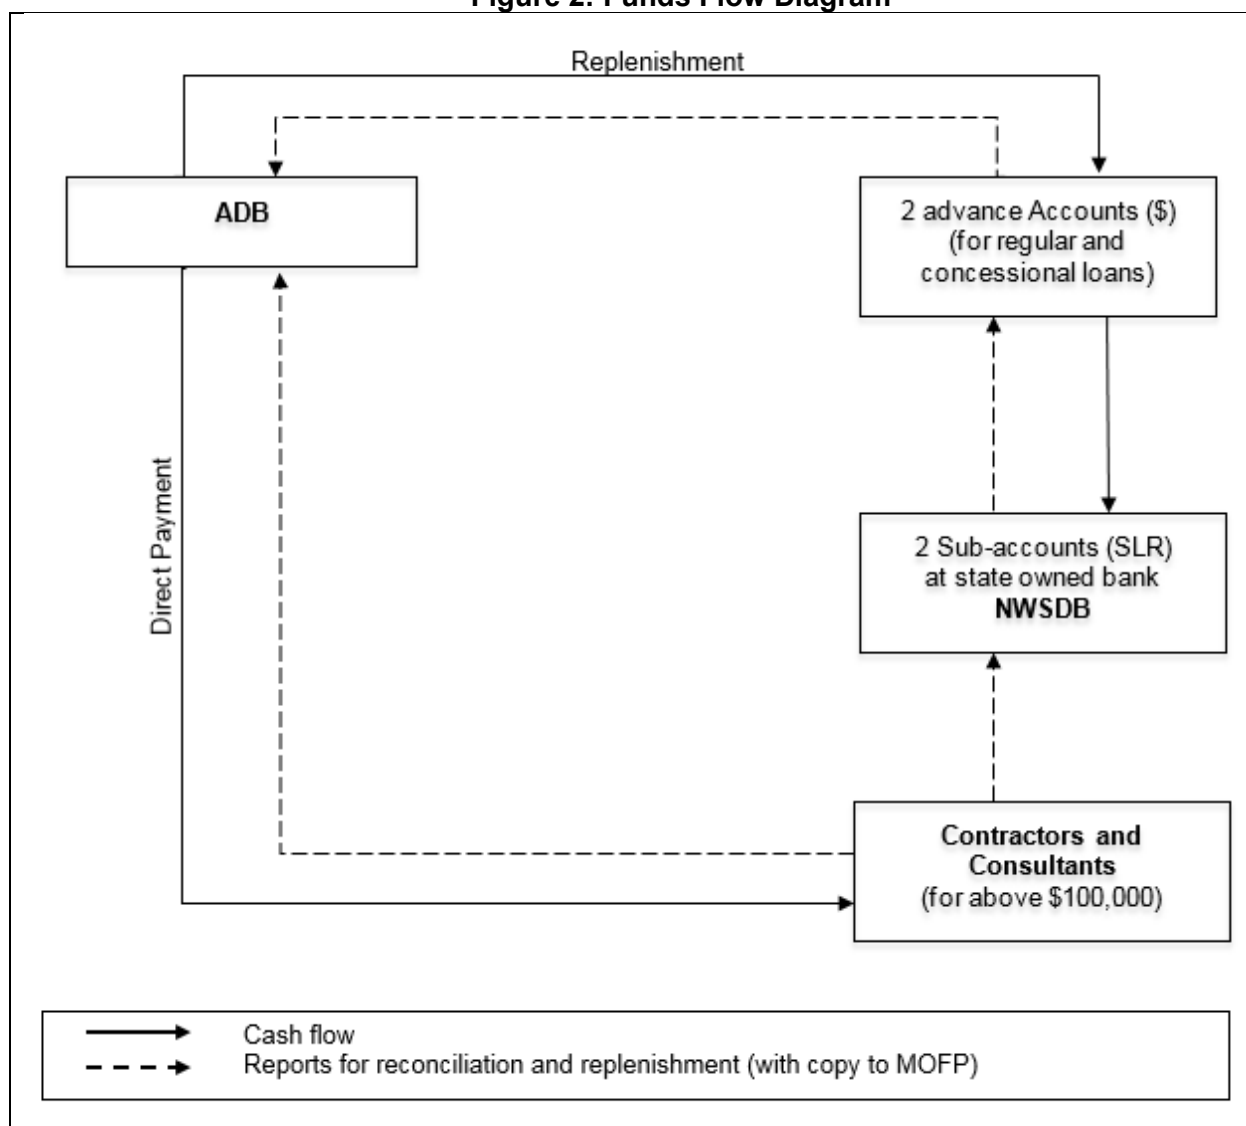 Figure 2: Funds Flow Diagram
Replenishment
ADB
2 advance Accounts ($)
(for regular and
concessional loans)
Direct Payment
2 Sub-accounts (SLR)
at state owned bank
NWSDB
Contractors and
Consultants
(for above $100,000)
Cash flow
Reports for reconciliation and replenishment (with copy to MOFP)